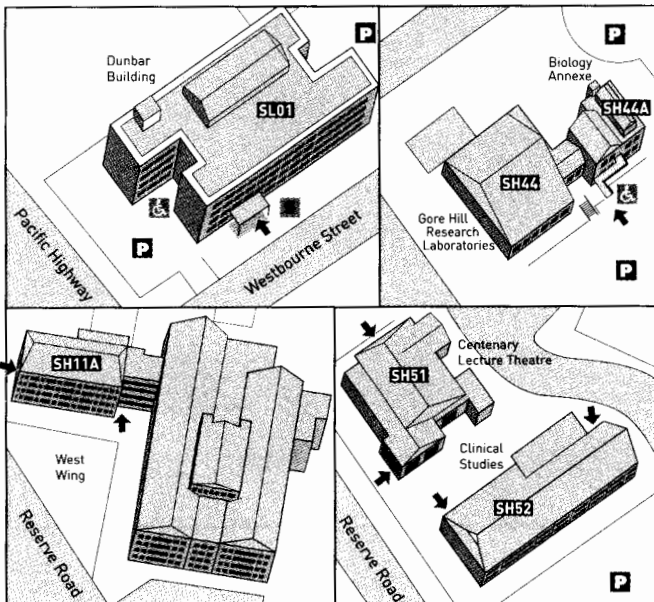 P
Dunbar
Building
SL01
P
Pacific Highway
Westbourne Street
P
Biology
Annexe
SH44A
SH44
Gore Hill
Research
Laboratories
P
SH11A
West
Wing
Reserve Road
SH51
Centenary
Lecture Theatre
Clinical
Studies
SH52
Reserve Road
P